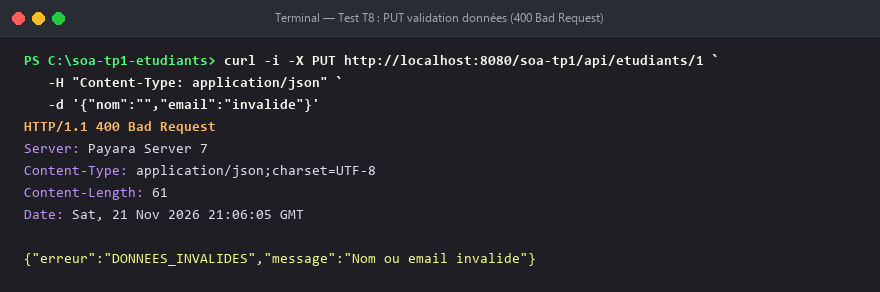 Terminal — Test T8 : PUT validation données (400 Bad Request)
PS C:\soa-tp1-etudiants> curl -i -X PUT http://localhost:8080/soa-tp1/api/etudiants/1 `
-H "Content-Type: application/json" `
-d '{"nom":"","email":"invalide"}'
HTTP/1.1 400 Bad Request
Server: Payara Server 7
Content-Type: application/json;charset=UTF-8
Content-Length: 61
Date: Sat, 21 Nov 2026 21:06:05 GMT
{"erreur":"DONNEES_INVALIDES","message":"Nom ou email invalide"}